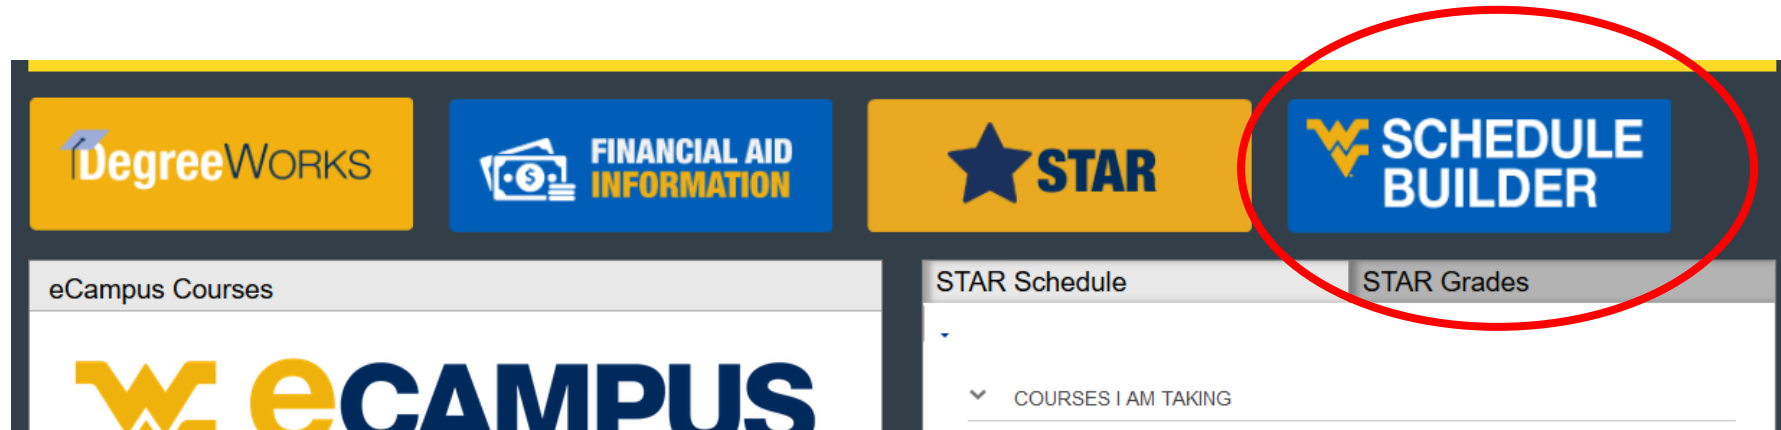 DegreeWORKS
FINANCIAL AID
INFORMATION
STAR
SCHEDULE
BUILDER
eCampus Courses
eCAMPUS
STAR Schedule
STAR Grades
COURSES I AM TAKING